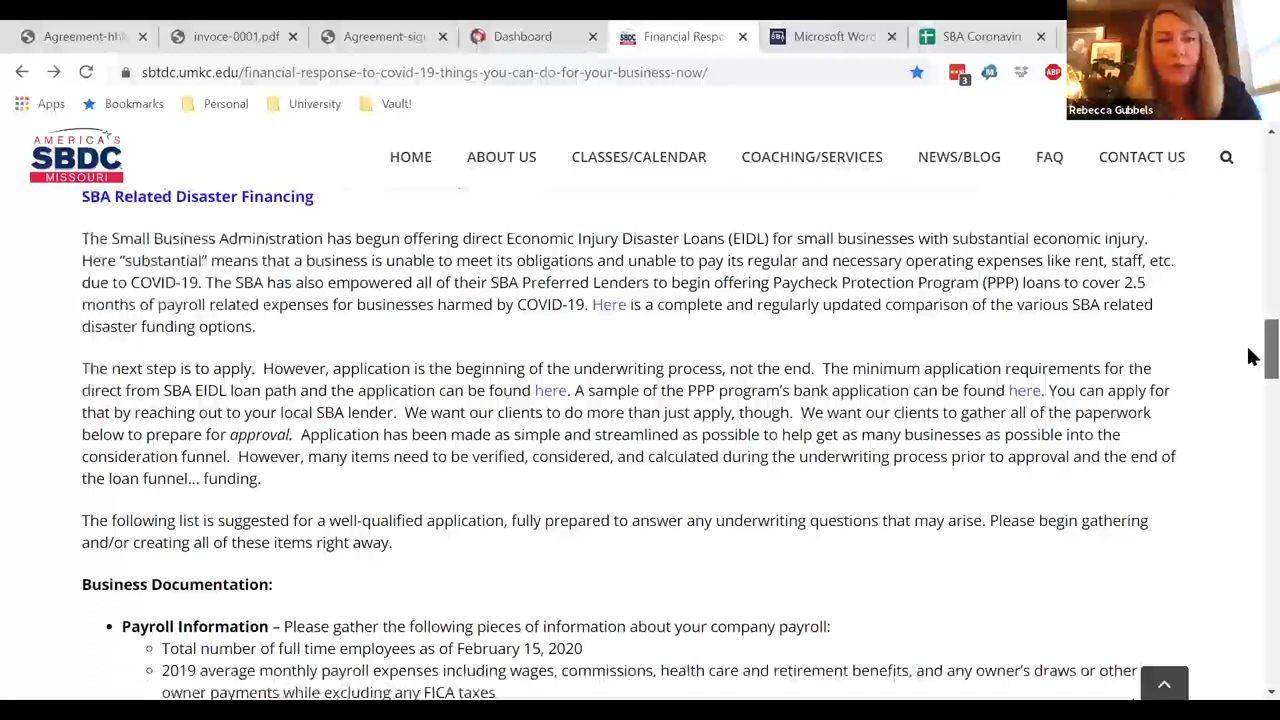 Agreement-hhl
invoce-0001.pdf
Agreement-sig
Dashboard
Financial Respo
Microsoft Word
SBA Coronavir
sbtdc.umkc.edu/financial-response-to-covid-19-things-you-can-do-for-your-business-now/
3
ABP
Rebecca Gubbels
Apps
Bookmarks
Personal
University
Vault!
AMERICA'S
SBDC
MISSOURI
HOME
ABOUT US
CLASSES/CALENDAR
COACHING/SERVICES
NEWS/BLOG
FAQ
CONTACT US
SBA Related Disaster Financing
The Small Business Administration has begun offering direct Economic Injury Disaster Loans (EIDL) for small businesses with substantial economic injury.
Here “substantial” means that a business is unable to meet its obligations and unable to pay its regular and necessary operating expenses like rent, staff, etc.
due to COVID-19. The SBA has also empowered all of their SBA Preferred Lenders to begin offering Paycheck Protection Program (PPP) loans to cover 2.5
months of payroll related expenses for businesses harmed by COVID-19. Here is a complete and regularly updated comparison of the various SBA related
disaster funding options.
The next step is to apply. However, application is the beginning of the underwriting process, not the end. The minimum application requirements for the
direct from SBA EIDL loan path and the application can be found here. A sample of the PPP program’s bank application can be found here. You can apply for
that by reaching out to your local SBA lender. We want our clients to do more than just apply, though. We want our clients to gather all of the paperwork
below to prepare for approval. Application has been made as simple and streamlined as possible to help get as many businesses as possible into the
consideration funnel. However, many items need to be verified, considered, and calculated during the underwriting process prior to approval and the end of
the loan funnel... funding.
The following list is suggested for a well-qualified application, fully prepared to answer any underwriting questions that may arise. Please begin gathering
and/or creating all of these items right away.
Business Documentation:
Payroll Information – Please gather the following pieces of information about your company payroll:
Total number of full time employees as of February 15, 2020
2019 average monthly payroll expenses including wages, commissions, health care and retirement benefits, and any owner’s draws or other
owner payments while excluding any FICA taxes